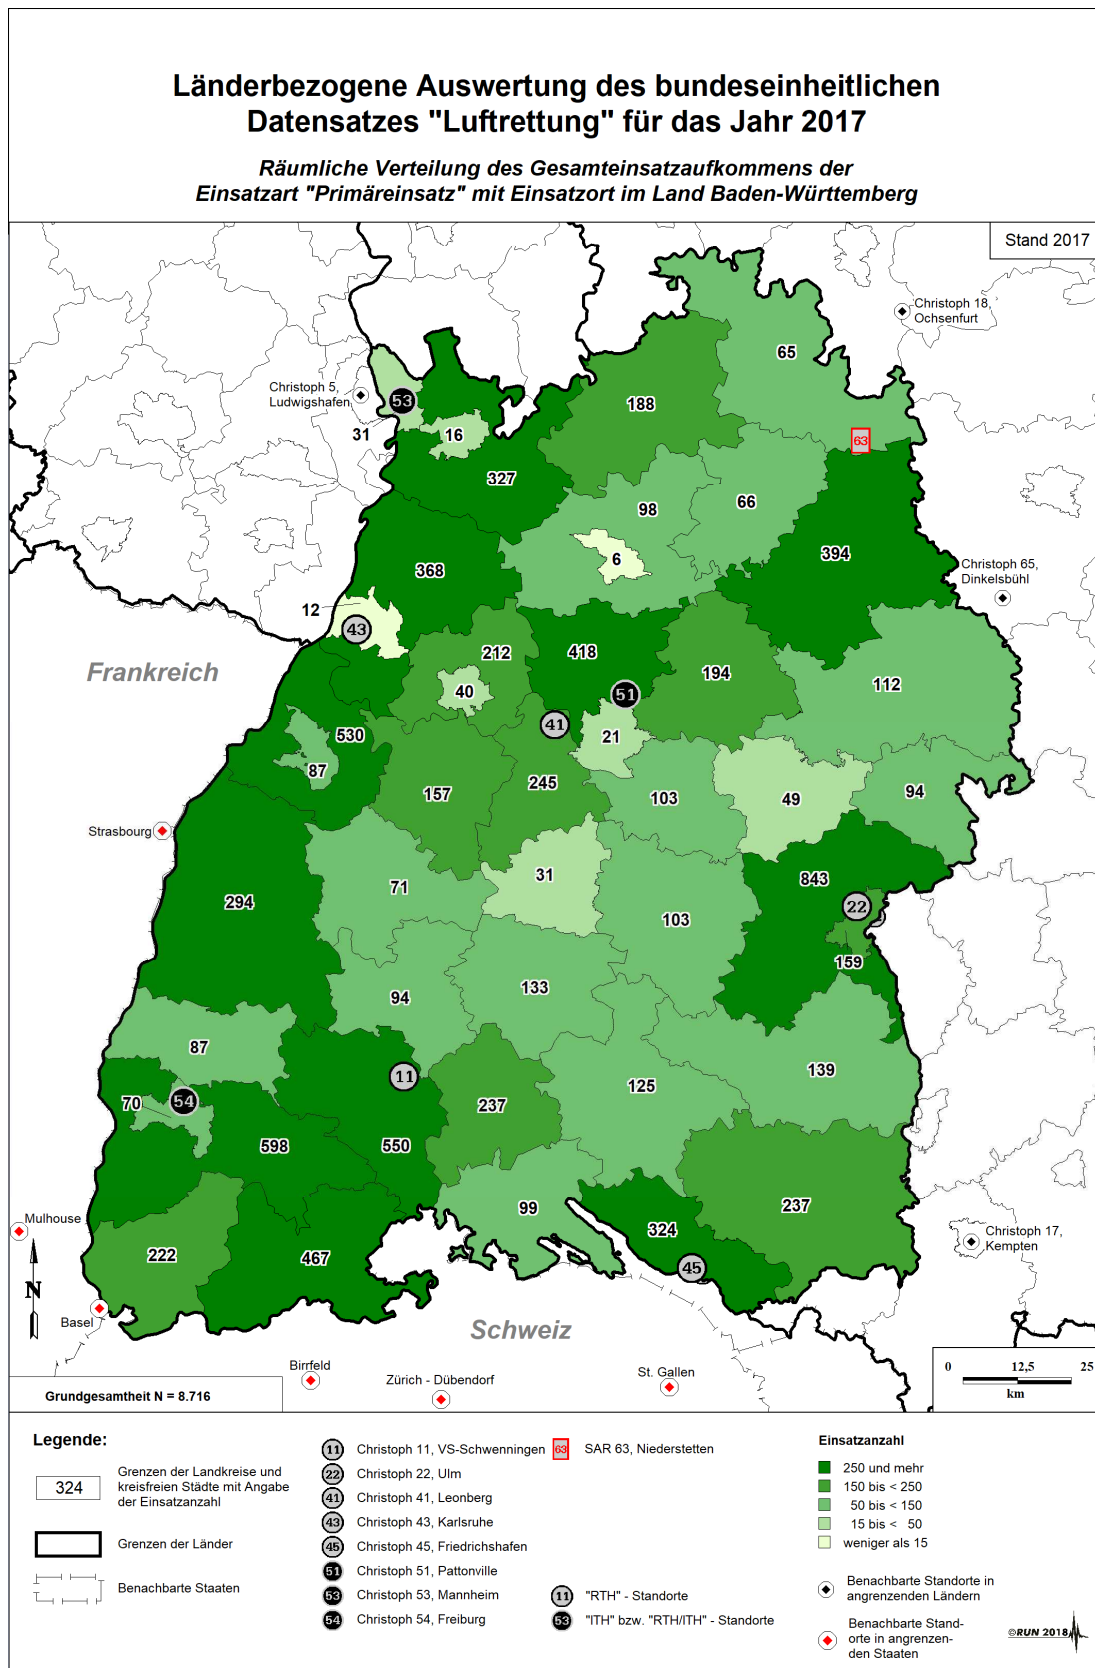 Länderbezogene Auswertung des bundeseinheitlichen
Datensatzes "Luftrettung" für das Jahr 2017
Räumliche Verteilung des Gesamteinsatzaufkommens der
Einsatzart "Primäreinsatz" mit Einsatzort im Land Baden-Württemberg
Stand 2017
Christoph 18,
Ochsenfurt
65
Christoph 5,
Ludwigshafen
53
188
31
16
63
327
98
66
394
6
Christoph 65,
Dinkelsbühl
368
12
43
Frankreich
212
418
194
112
40
51
41
530
21
87
245
157
103
49
94
Strasbourg
31
843
71
294
22
103
159
133
94
87
139
11
125
70
54
237
598
550
99
237
Mulhouse
324
Christoph 17,
Kempten
222
467
45
N
Basel
Schweiz
Birrfeld
Zürich - Dübendorf
St. Gallen
0 12,5 25
km
Grundgesamtheit N = 8.716
Legende:
324
Grenzen der Landkreise und
kreisfreien Städte mit Angabe
der Einsatzanzahl
Grenzen der Länder
Benachbarte Staaten
11 Christoph 11, VS-Schwenningen
22 Christoph 22, Ulm
41 Christoph 41, Leonberg
43 Christoph 43, Karlsruhe
45 Christoph 45, Friedrichshafen
51 Christoph 51, Pattonville
53 Christoph 53, Mannheim
54 Christoph 54, Freiburg
63 SAR 63, Niederstetten
11 "RTH" - Standorte
53 "ITH" bzw. "RTH/ITH" - Standorte
Einsatzanzahl
250 und mehr
150 bis < 250
50 bis < 150
15 bis < 50
weniger als 15
Benachbarte Standorte in
angrenzenden Ländern
Benachbarte Stand-
orte in angrenzen-
den Staaten
©RUN 2018